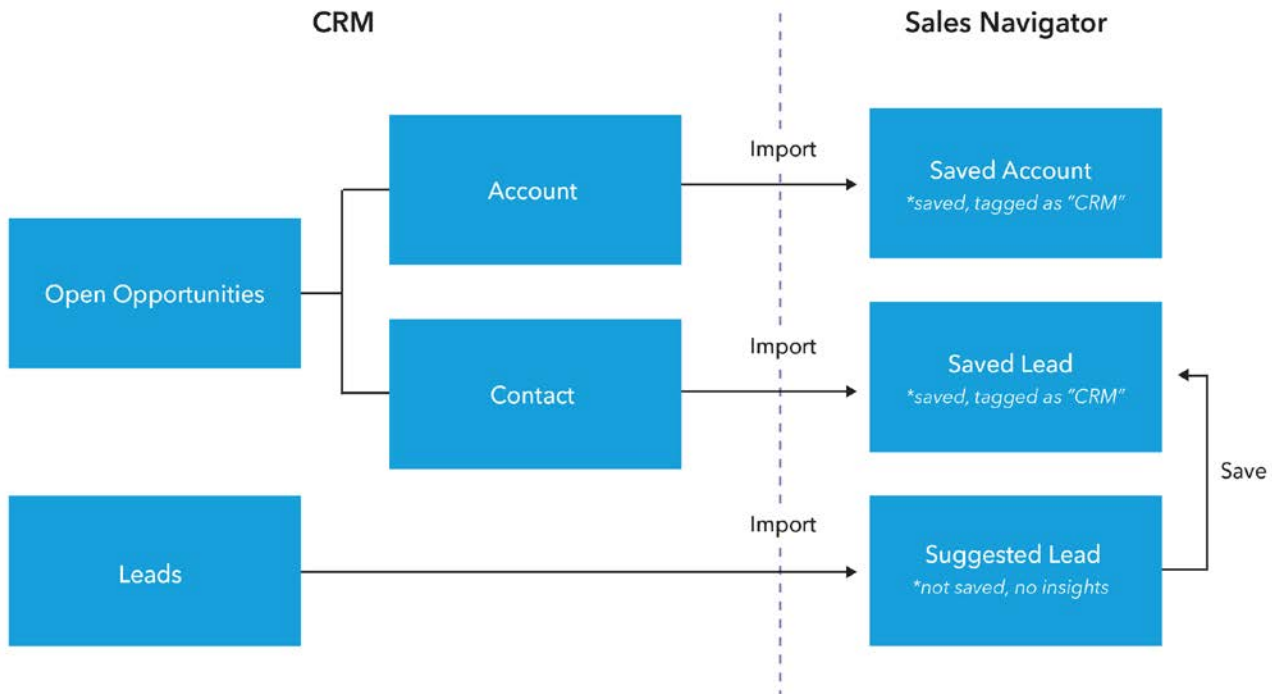 CRM
Sales Navigator
Account
Import
Saved Account
*saved, tagged as "CRM"
Open Opportunities
Contact
Import
Saved Lead
*saved, tagged as "CRM"
Save
Leads
Import
Suggested Lead
*not saved, no insights